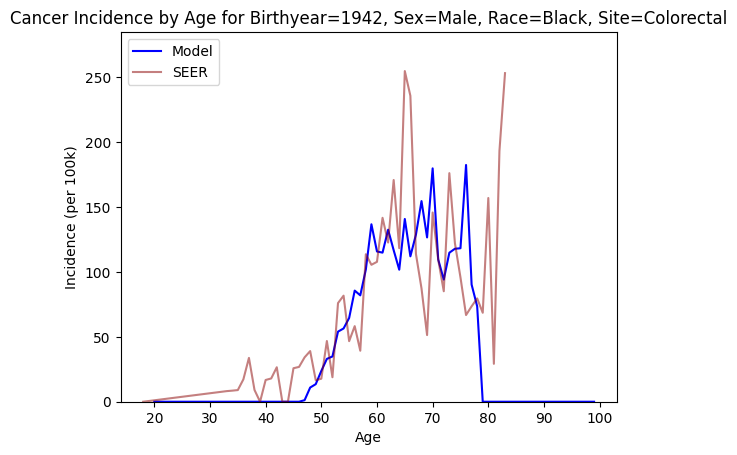 Cancer Incidence by Age for Birthyear=1942, Sex=Male, Race=Black, Site=Colorectal
Model
SEER
250
200
150
100
50
0
Incidence (per 100k)
20 30 40 50 60 70 80 90 100
Age